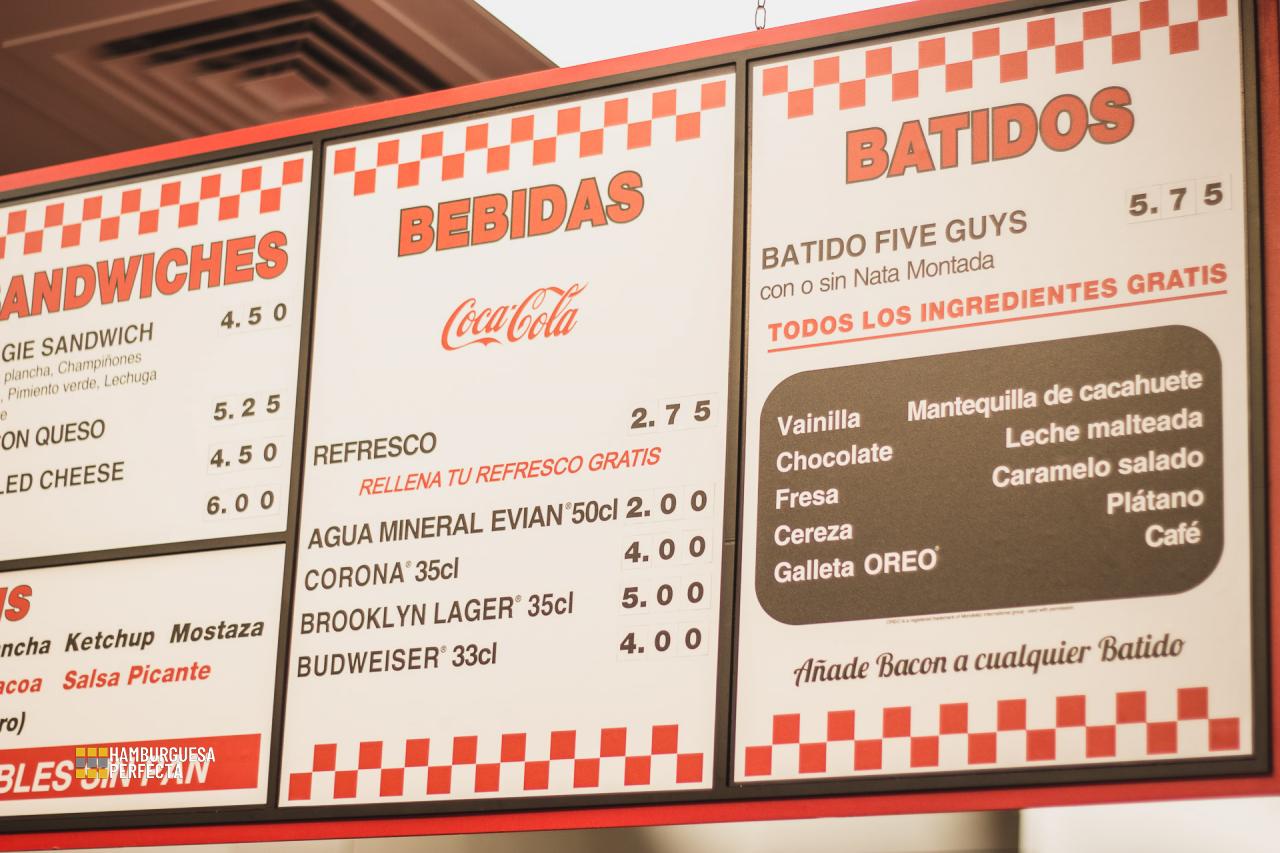 SANDWICHES
GIE SANDWICH 4.50
plancha, Champiñones
, Pimiento verde, Lechuga
5.25
ON QUESO
4.50
LED CHEESE
6.00
ncha Ketchup Mostaza
acoa Salsa Picante
ro)
BLES SIN PAN
HAMBURGUESA
PERFECTA
BEBIDAS
Coca-Cola
REFRESCO 2.75
RELLENA TU REFRESCO GRATIS
AGUA MINERAL EVIAN® 50cl 2.00
CORONA® 35cl 4.00
BROOKLYN LAGER® 35cl 5.00
BUDWEISER® 33cl 4.00
BATIDOS
5.75
BATIDO FIVE GUYS
con o sin Nata Montada
TODOS LOS INGREDIENTES GRATIS
Vainilla Mantequilla de cacahuete
Chocolate Leche malteada
Fresa Caramelo salado
Cereza Plátano
Galleta OREO® Café
Añade Bacon a cualquier Batido